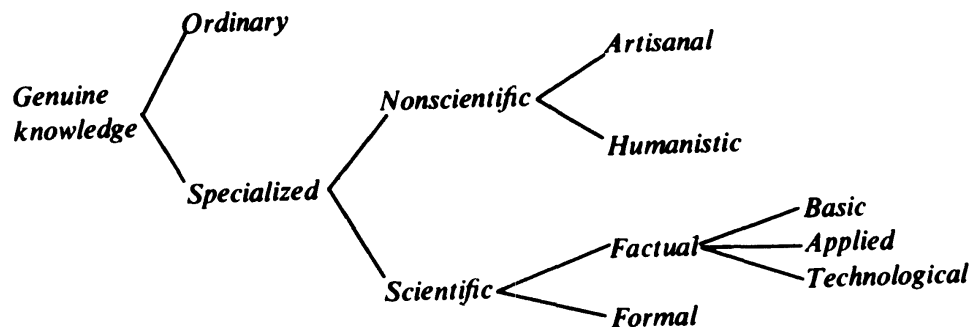 Ordinary
Artisanal
Genuine
knowledge
Nonscientific
Humanistic
Specialized
Basic
Factual
Applied
Technological
Scientific
Formal